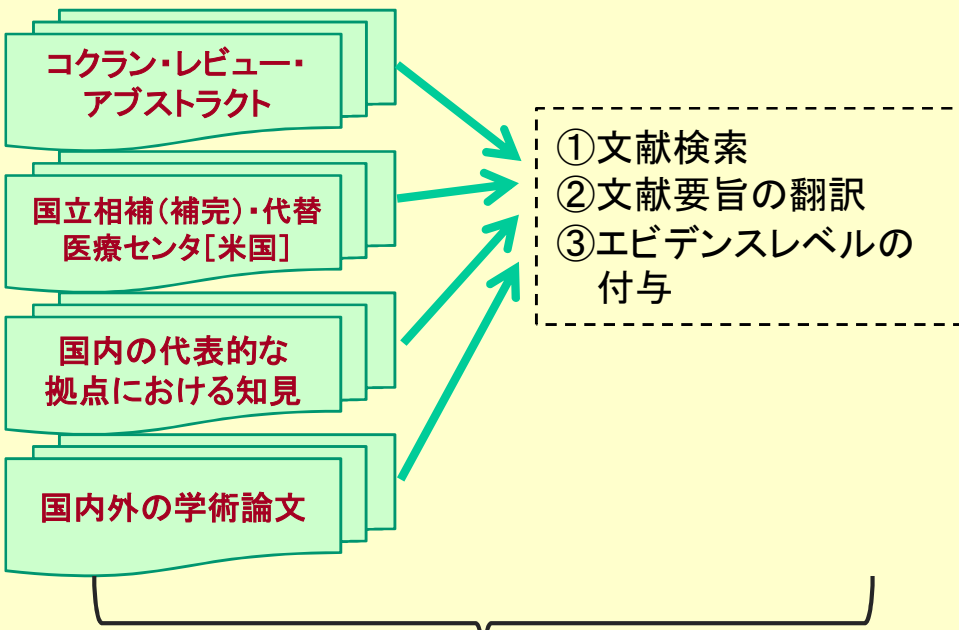 コクラン・レビュー・
アブストラクト
国立相補(補完)・代替
医療センタ[米国]
国内の代表的な
拠点における知見
国内外の学術論文
①文献検索
②文献要旨の翻訳
③エビデンスレベルの
付与